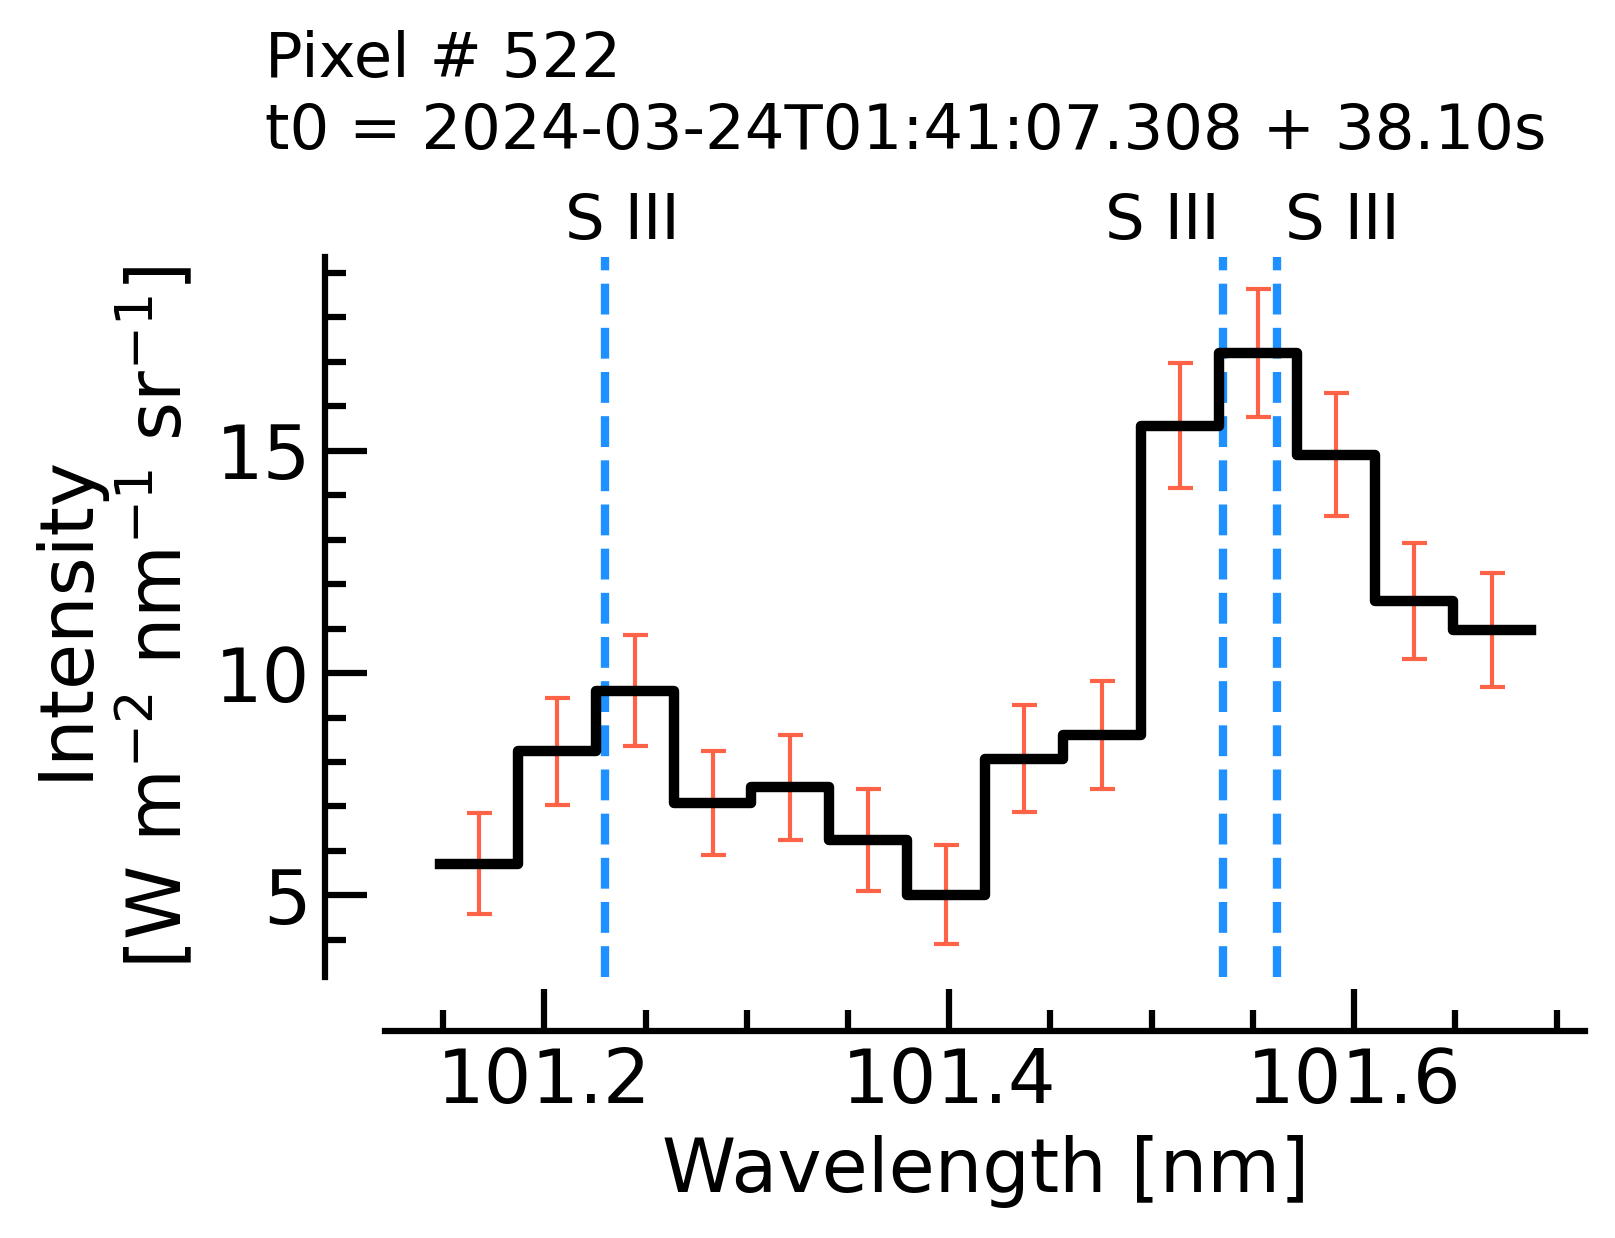 Pixel # 522
t0 = 2024-03-24T01:41:07.308 + 38.10s
S III S III S III
Intensity
[W m⁻² nm⁻¹ sr⁻¹]
15
10
5
101.2 101.4 101.6
Wavelength [nm]